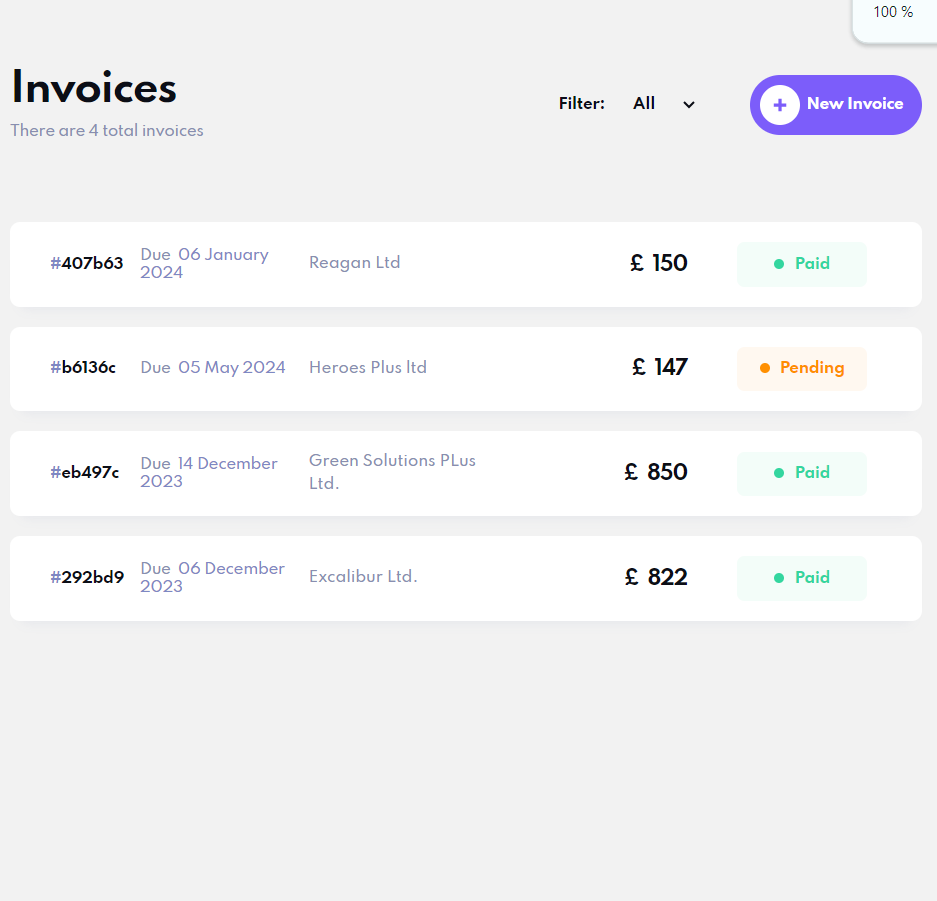 100 %
Invoices
There are 4 total invoices
Filter: All
New Invoice
#407b63 Due 06 January
2024 Reagan Ltd £ 150 Paid
#b6136c Due 05 May 2024 Heroes Plus ltd £ 147 Pending
#eb497c Due 14 December
2023 Green Solutions PLus
Ltd. £ 850 Paid
#292bd9 Due 06 December
2023 Excalibur Ltd. £ 822 Paid